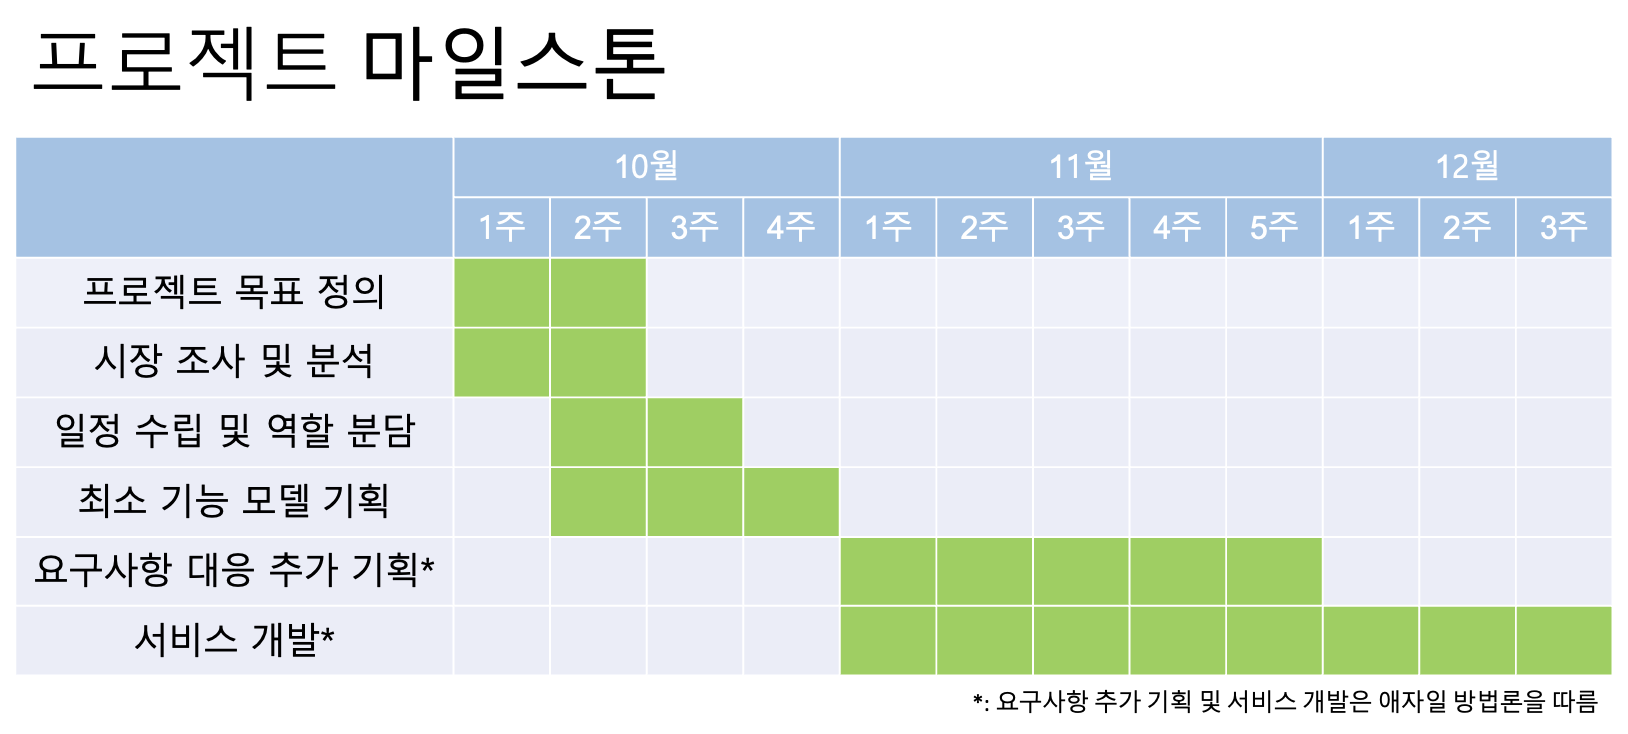 프로젝트 마일스톤
10월 11월 12월
1주 2주 3주 4주 1주 2주 3주 4주 5주 1주 2주 3주
프로젝트 목표 정의
시장 조사 및 분석
일정 수립 및 역할 분담
최소 기능 모델 기획
요구사항 대응 추가 기획*
서비스 개발*
*: 요구사항 추가 기획 및 서비스 개발은 애자일 방법론을 따름